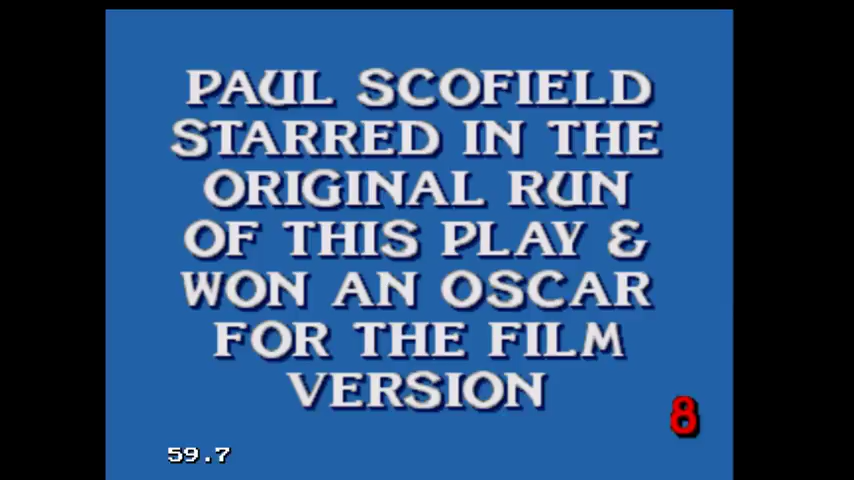 PAUL SCOFIELD
STARRED IN THE
ORIGINAL RUN
OF THIS PLAY &
WON AN OSCAR
FOR THE FILM
VERSION
8
59.7